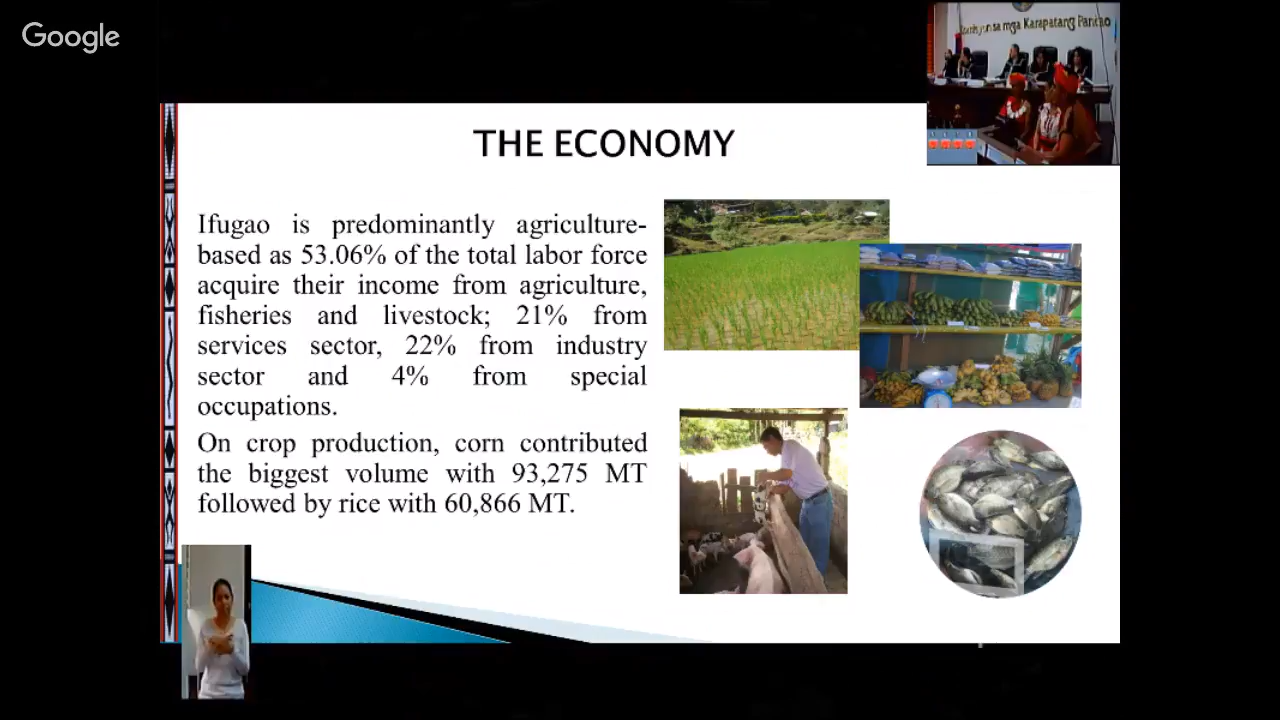 Google
Komisyon sa mga Karapatang Pantao
THE ECONOMY
Ifugao is predominantly agriculture-
based as 53.06% of the total labor force
acquire their income from agriculture,
fisheries and livestock; 21% from
services sector, 22% from industry
sector and 4% from special
occupations.
On crop production, corn contributed
the biggest volume with 93,275 MT
followed by rice with 60,866 MT.